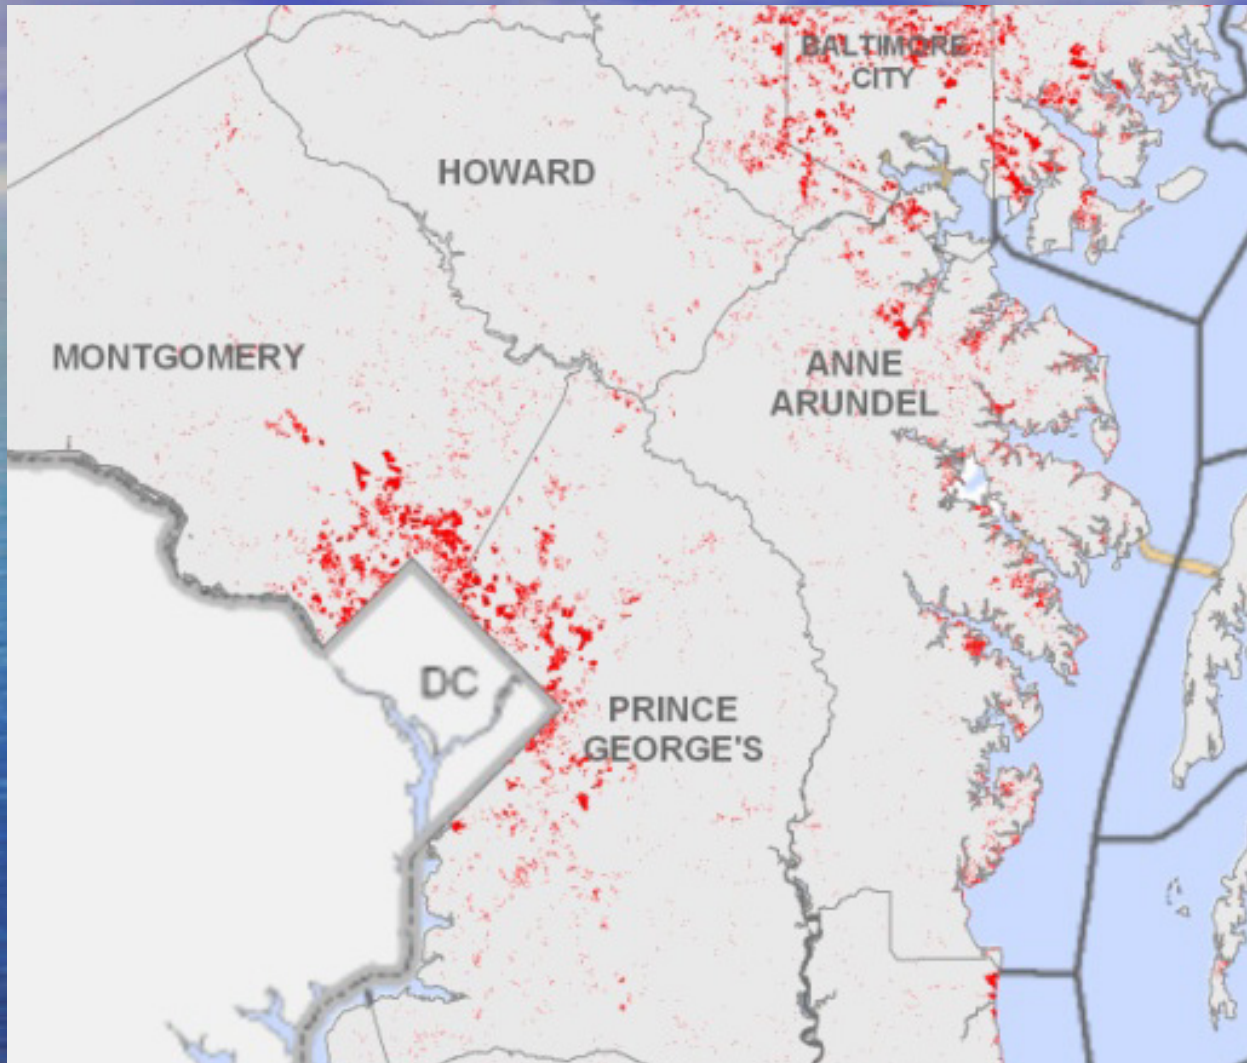 BALTIMORE
CITY
HOWARD
MONTGOMERY
ANNE
ARUNDEL
DC
PRINCE
GEORGE'S